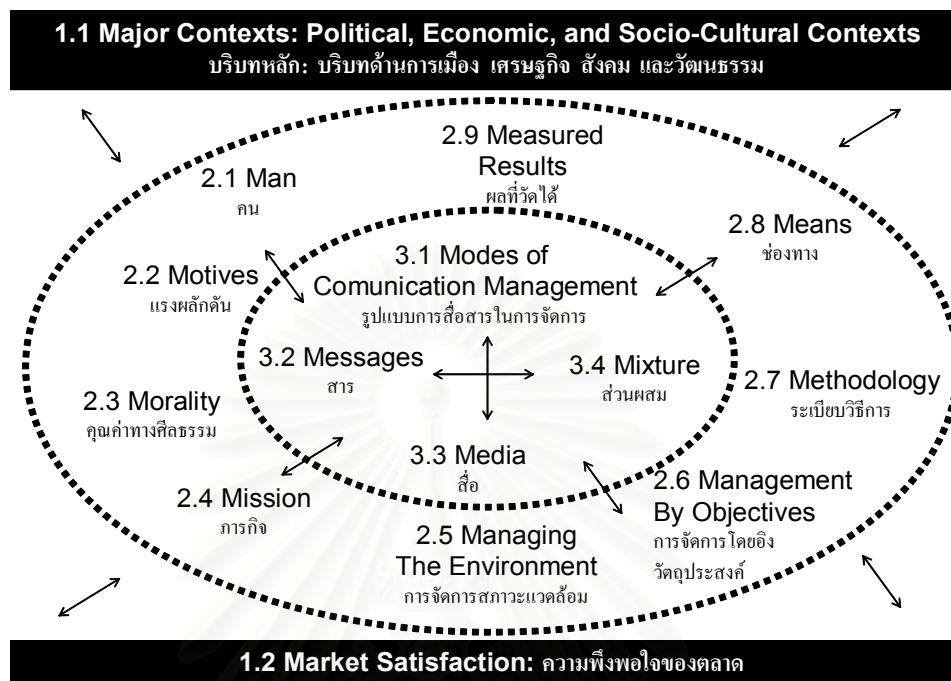 1.1 Major Contexts: Political, Economic, and Socio-Cultural Contexts
บริบทหลัก: บริบทด้านการเมือง เศรษฐกิจ สังคม และวัฒนธรรม
2.9 Measured
Results
ผลที่วัดได้
2.1 Man
คน
2.8 Means
ช่องทาง
3.1 Modes of
Comunication Management
รูปแบบการสื่อสารในการจัดการ
2.2 Motives
แรงผลักดัน
3.2 Messages
สาร
3.4 Mixture
ส่วนผสม
2.7 Methodology
ระเบียบวิธีการ
2.3 Morality
คุณค่าทางศีลธรรม
3.3 Media
สื่อ
2.4 Mission
ภารกิจ
2.6 Management
By Objectives
การจัดการโดยอิง
วัตถุประสงค์
2.5 Managing
The Environment
การจัดการสภาวะแวดล้อม
1.2 Market Satisfaction: ความพึงพอใจของตลาด